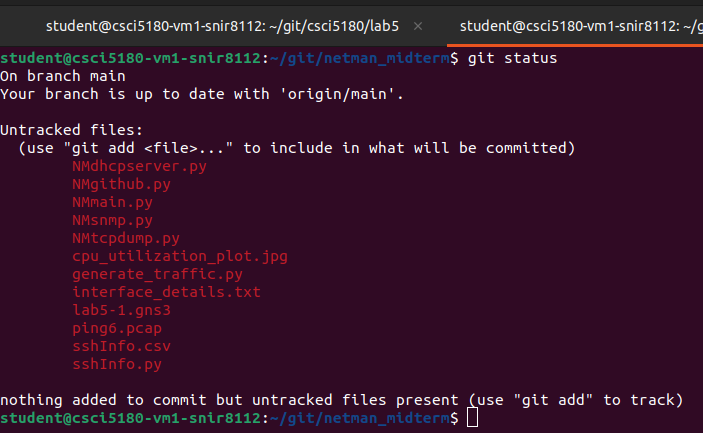 student@csci5180-vm1-snir8112: ~/git/csci5180/lab5 × student@csci5180-vm1-snir8112: ~/g
student@csci5180-vm1-snir8112:~/git/netman_midterm$ git status
On branch main
Your branch is up to date with 'origin/main'.
Untracked files:
(use "git add <file>..." to include in what will be committed)
NMdhcpserver.py
NMgithub.py
NMmain.py
NMsnmp.py
NMtcpdump.py
cpu_utilization_plot.jpg
generate_traffic.py
interface_details.txt
lab5-1.gns3
ping6.pcap
sshInfo.csv
sshInfo.py
nothing added to commit but untracked files present (use "git add" to track)
student@csci5180-vm1-snir8112:~/git/netman_midterm$